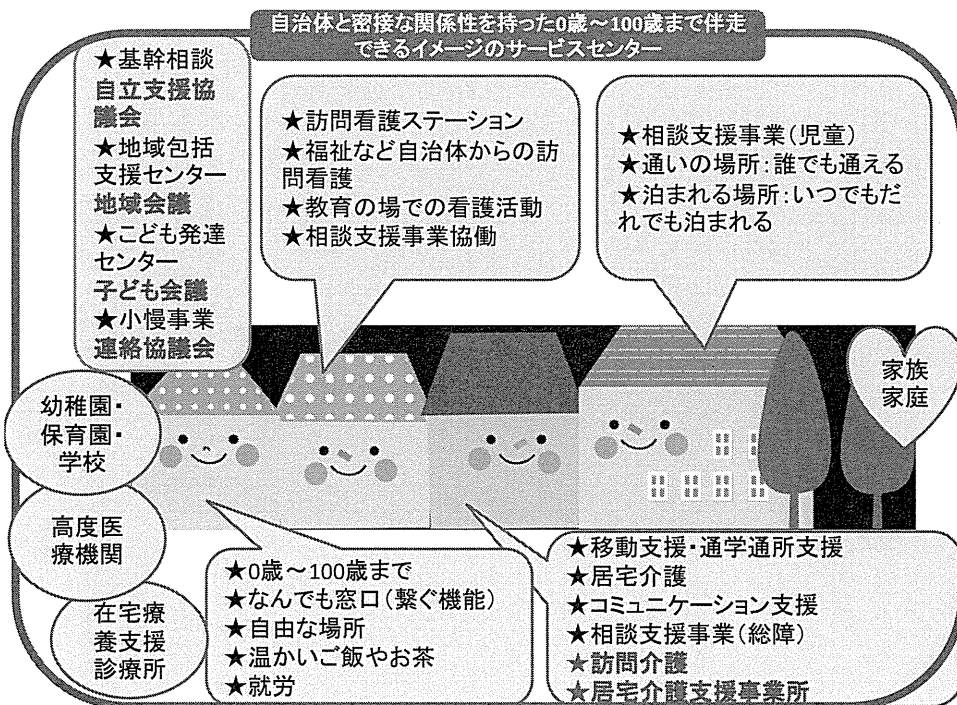 自治体と密接な関係性を持った0歳～100歳まで伴走
できるイメージのサービスセンター
★基幹相談
自立支援協
議会
★地域包括
支援センター
地域会議
★こども発達
センター
子ども会議
★小慢事業
連絡協議会
★訪問看護ステーション
★福祉など自治体からの訪
問看護
★教育の場での看護活動
★相談支援事業協働
★相談支援事業(児童)
★通いの場所:誰でも通える
★泊まれる場所:いつでもだ
れでも泊まれる
家族
家庭
幼稚園・
保育園・
学校
高度医
療機関
在宅療
養支援
診療所
★0歳～100歳まで
★なんでも窓口(繋ぐ機能)
★自由な場所
★温かいご飯やお茶
★就労
★移動支援・通学通所支援
★居宅介護
★コミュニケーション支援
★相談支援事業(総障)
★訪問介護
★居宅介護支援事業所